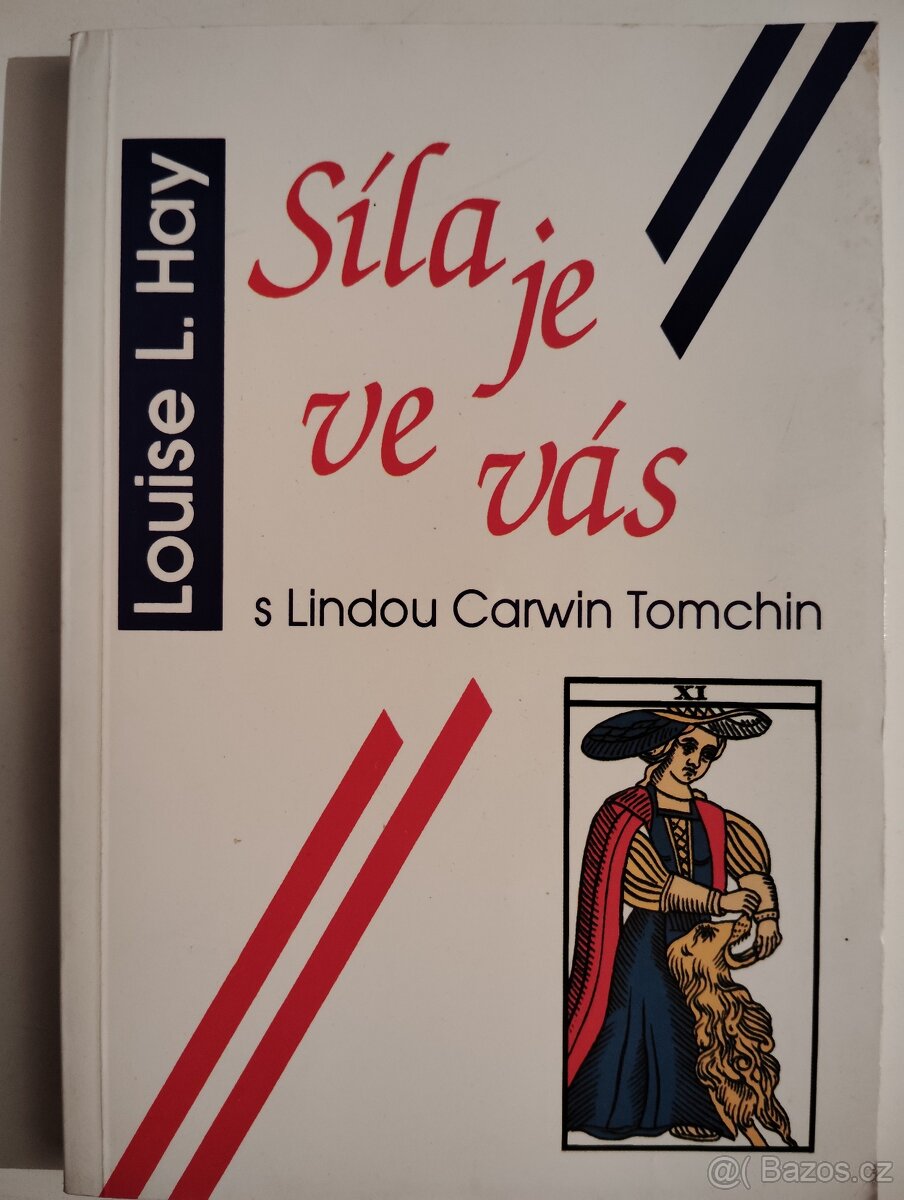 Louise L. Hay
Síla je
ve vás
s Lindou Carwin Tomchin
XI
@( Bazos.cz